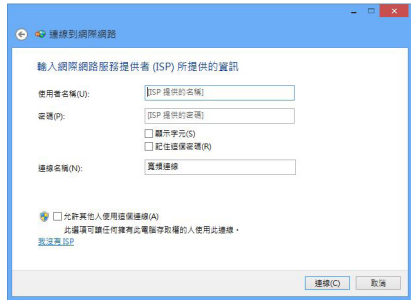 連線到網際網路
輸入網際網路服務提供者 (ISP) 所提供的資訊
使用者名稱(U):
[ISP 提供的名稱]
密碼(P):
[ISP 提供的密碼]
顯示字元(S)
記住這個密碼(R)
連線名稱(N):
寬頻連線
允許其他人使用這個連線(A)
此選項可讓任何擁有此電腦存取權的人使用此連線。
我沒有 ISP
連線(C)
取消